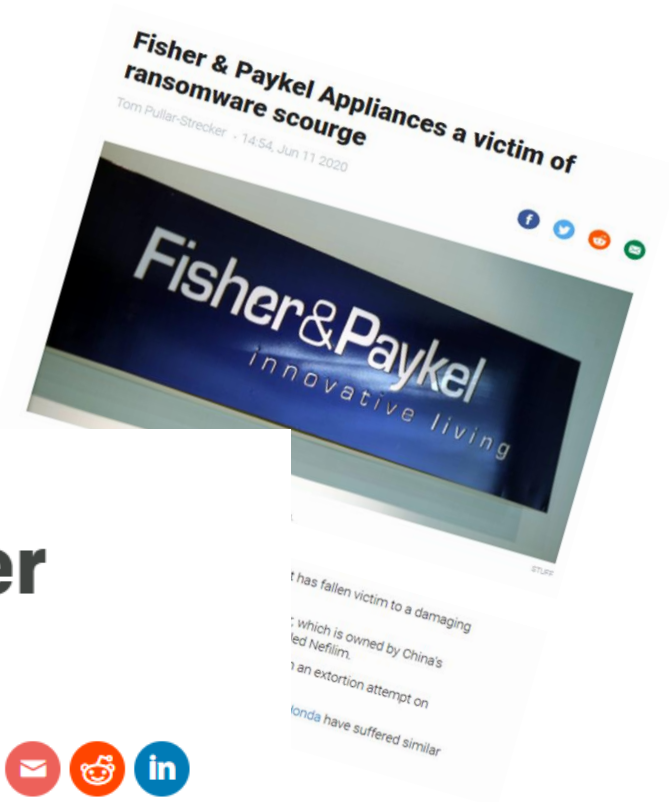 Fisher & Paykel Appliances a victim of
ransomware scourge
Tom Pullar-Strecker - 14:54, Jun 11 2020
Fisher&Paykel
innovative living
STUFF
t has fallen victim to a damaging
which is owned by China's
led Nefilim.
an extortion attempt on
onda have suffered similar
er
in